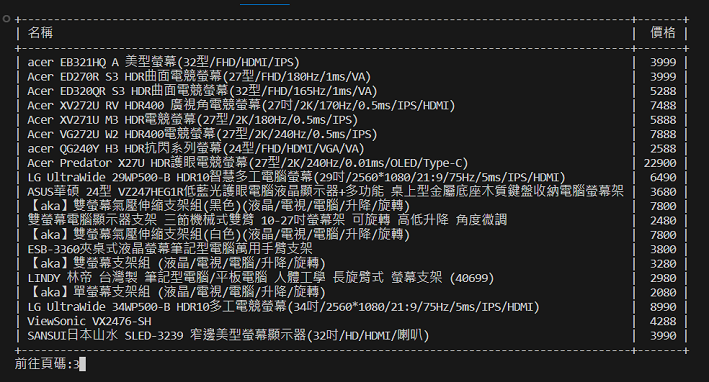 名稱 價格
acer EB321HQ A 美型螢幕(32型/FHD/HDMI/IPS) 3999
Acer ED270R S3 HDR曲面電競螢幕(27型/FHD/180Hz/1ms/VA) 3999
Acer ED320QR S3 HDR曲面電競螢幕(32型/FHD/165Hz/1ms/VA) 5288
Acer XV272U RV HDR400 廣視角電競螢幕(27吋/2K/170Hz/0.5ms/IPS/HDMI) 7488
Acer XV271U M3 HDR電競螢幕(27型/2K/180Hz/0.5ms/IPS) 5888
Acer VG272U W2 HDR400電競螢幕(27型/2K/240Hz/0.5ms/IPS) 7888
acer QG240Y H3 HDR抗閃系列螢幕(24型/FHD/HDMI/VGA/VA) 2588
Acer Predator X27U HDR護眼電競螢幕(27型/2K/240Hz/0.01ms/OLED/Type-C) 22900
LG UltraWide 29WP500-B HDR10智慧多工電腦螢幕(29吋/2560*1080/21:9/75Hz/5ms/IPS/HDMI) 6490
ASUS華碩 24型 VZ247HEG1R低藍光護眼電腦液晶顯示器+多功能 桌上型金屬底座木質鍵盤收納電腦螢幕架 3680
【aka】雙螢幕氣壓伸縮支架組(黑色)(液晶/電視/電腦/升降/旋轉) 7800
雙螢幕電腦顯示器支架 三節機械式雙臂 10-27吋螢幕架 可旋轉 高低升降 角度微調 2480
【aka】雙螢幕氣壓伸縮支架組(白色)(液晶/電視/電腦/升降/旋轉) 7800
ESB-3360夾桌式液晶螢幕筆記型電腦萬用手臂支架 3800
【aka】雙螢幕支架組 (液晶/電視/電腦/升降/旋轉) 3280
LINDY 林帝 台灣製 筆記型電腦/平板電腦 人體工學 長旋臂式 螢幕支架 (40699) 2980
【aka】單螢幕支架組 (液晶/電視/電腦/升降/旋轉) 2080
LG UltraWide 34WP500-B HDR10多工電競螢幕(34吋/2560*1080/21:9/75Hz/5ms/IPS/HDMI) 8990
ViewSonic VX2476-SH 4288
SANSUI日本山水 SLED-3239 窄邊美型螢幕顯示器(32吋/HD/HDMI/喇叭) 3990
前往頁碼:3